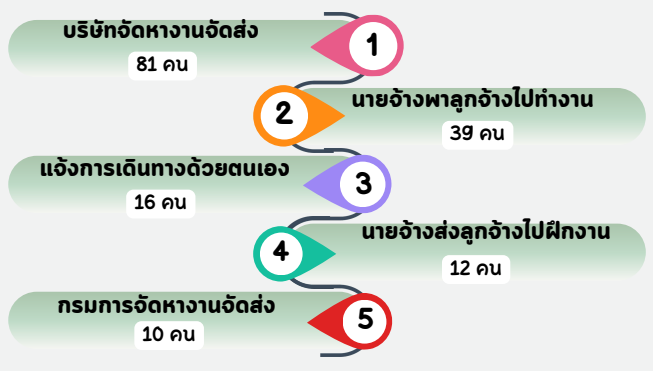 บริษัทจัดหางานจัดส่ง
81 คน
1
2
นายจ้างพาลูกจ้างไปทำงาน
39 คน
แจ้งการเดินทางด้วยตนเอง
16 คน
3
4
นายจ้างส่งลูกจ้างไปฝึกงาน
12 คน
กรมการจัดหางานจัดส่ง
10 คน
5